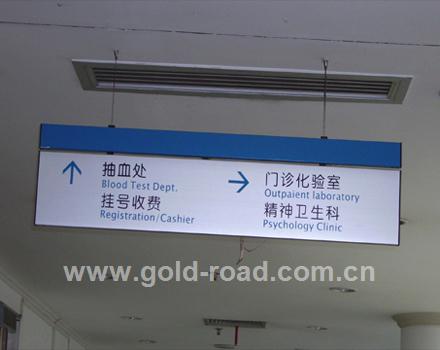 抽血处
Blood Test Dept.
挂号收费
Registration/Cashier
门诊化验室
Outpaient laboratory
精神卫生科
Psychology Clinic
www.gold-road.com.cn